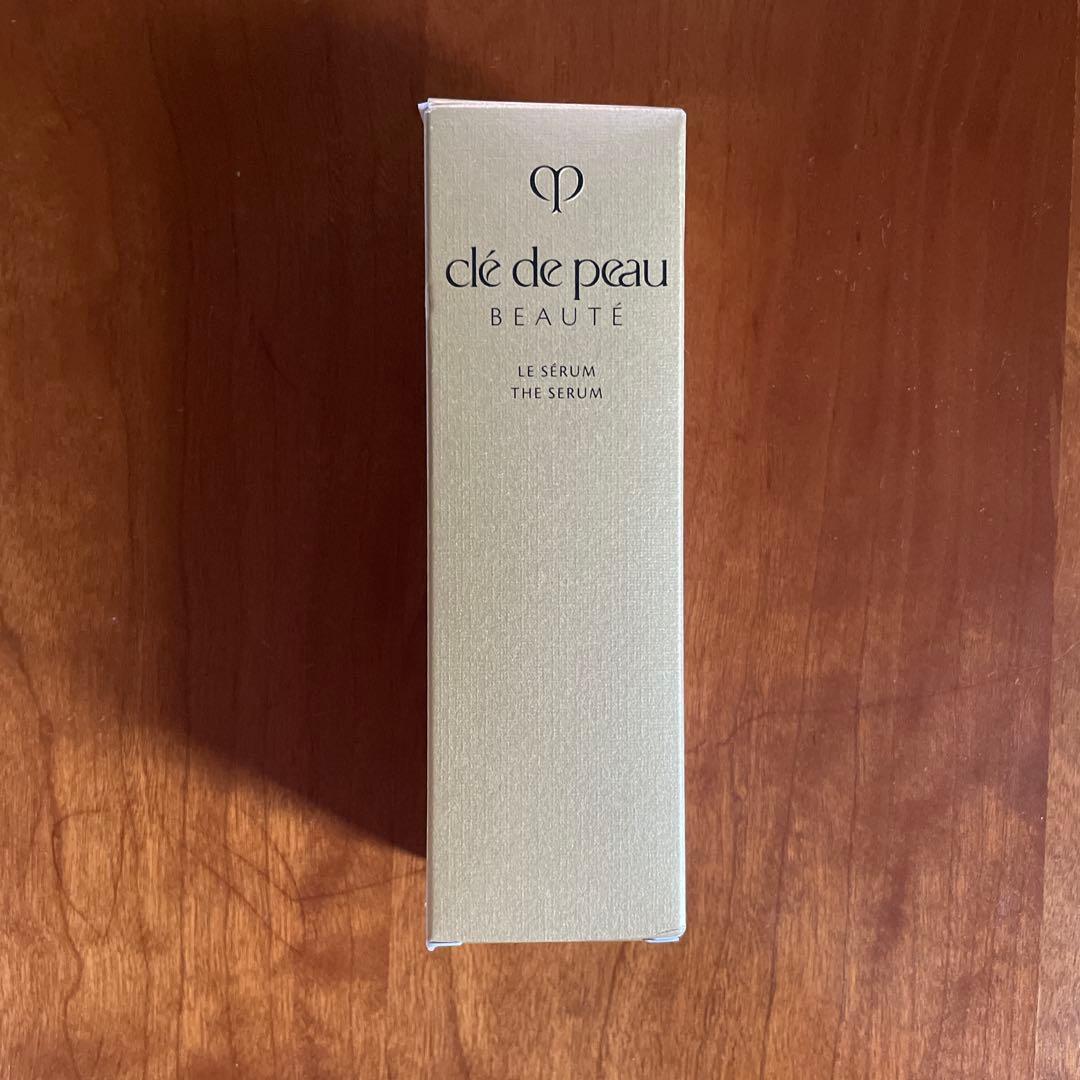 clé de peau
BEAUTÉ
LE SÉRUM
THE SERUM